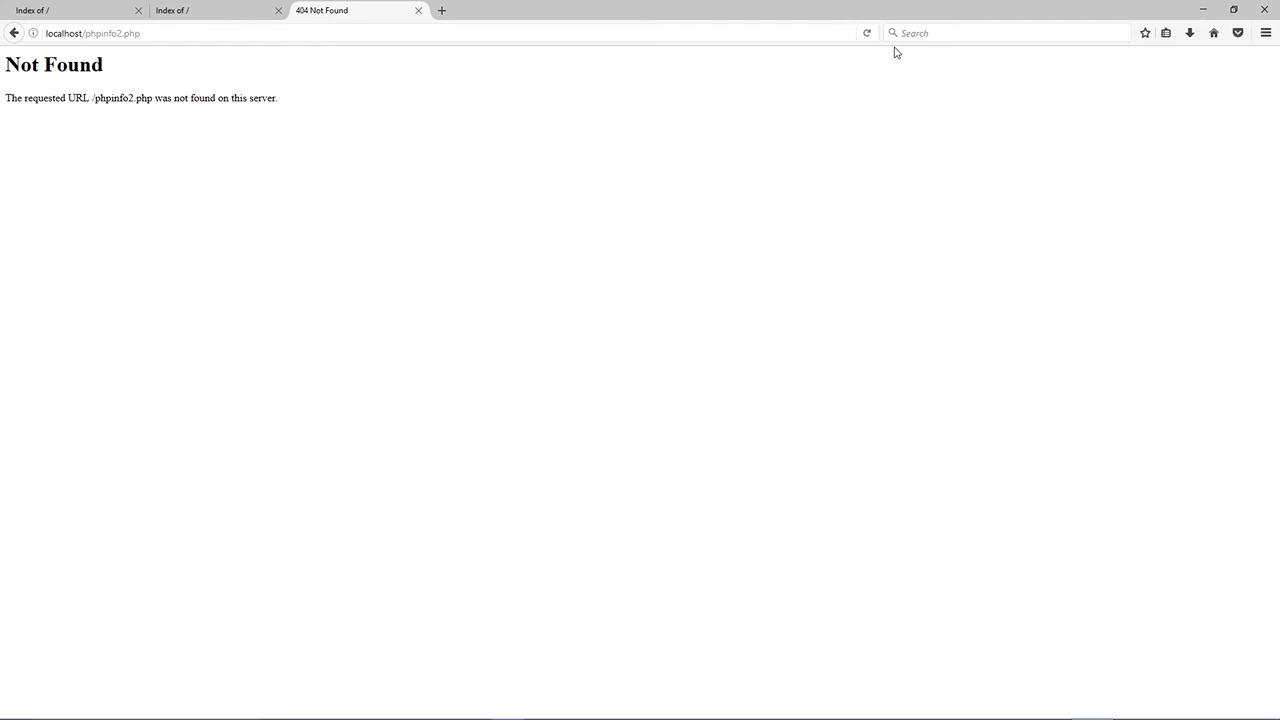 Index of /
Index of /
404 Not Found
localhost/phpinfo2.php
Search
Not Found
The requested URL /phpinfo2.php was not found on this server.